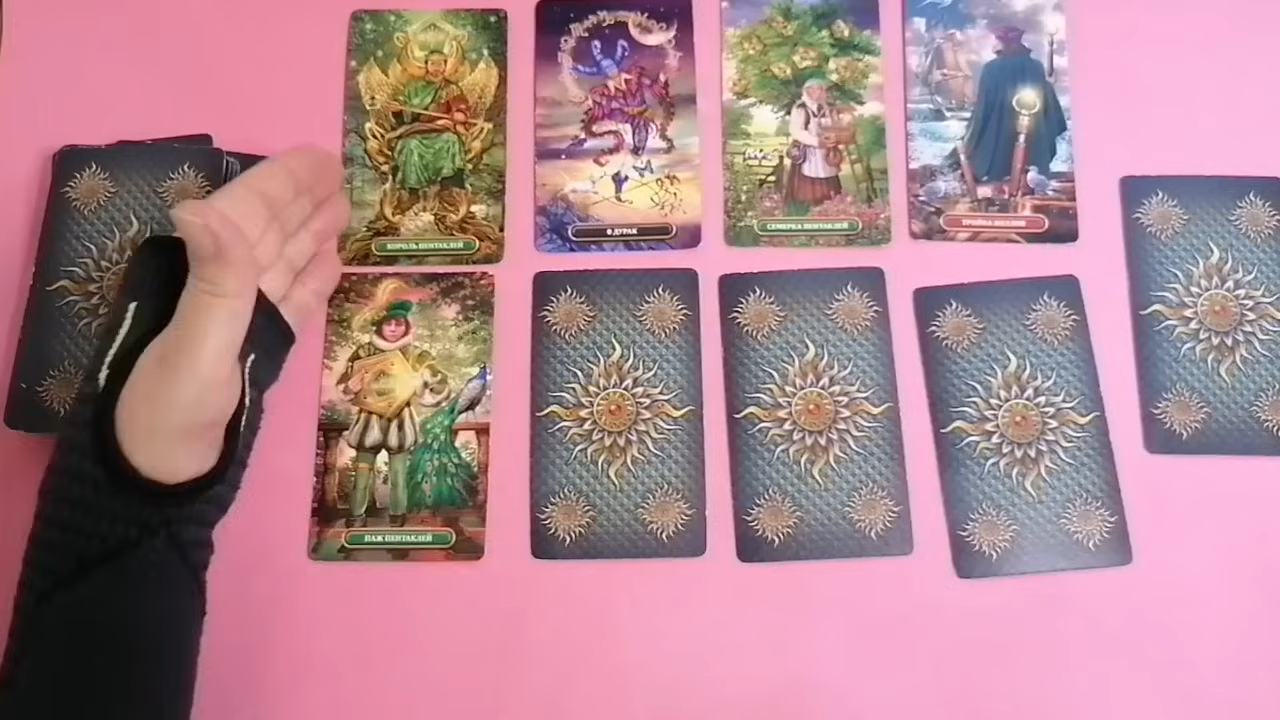 КОРОЛЬ ПЕНТАКЛЕЙ
0 ДУРАК
СЕМЕРКА ПЕНТАКЛЕЙ
ТРОЙКА ЖЕЗЛОВ
ПАЖ ПЕНТАКЛЕЙ